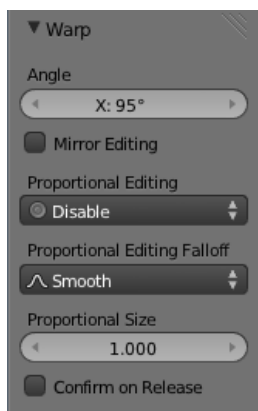 Warp
Angle
X: 95°
Mirror Editing
Proportional Editing
Disable
Proportional Editing Falloff
Smooth
Proportional Size
1.000
Confirm on Release